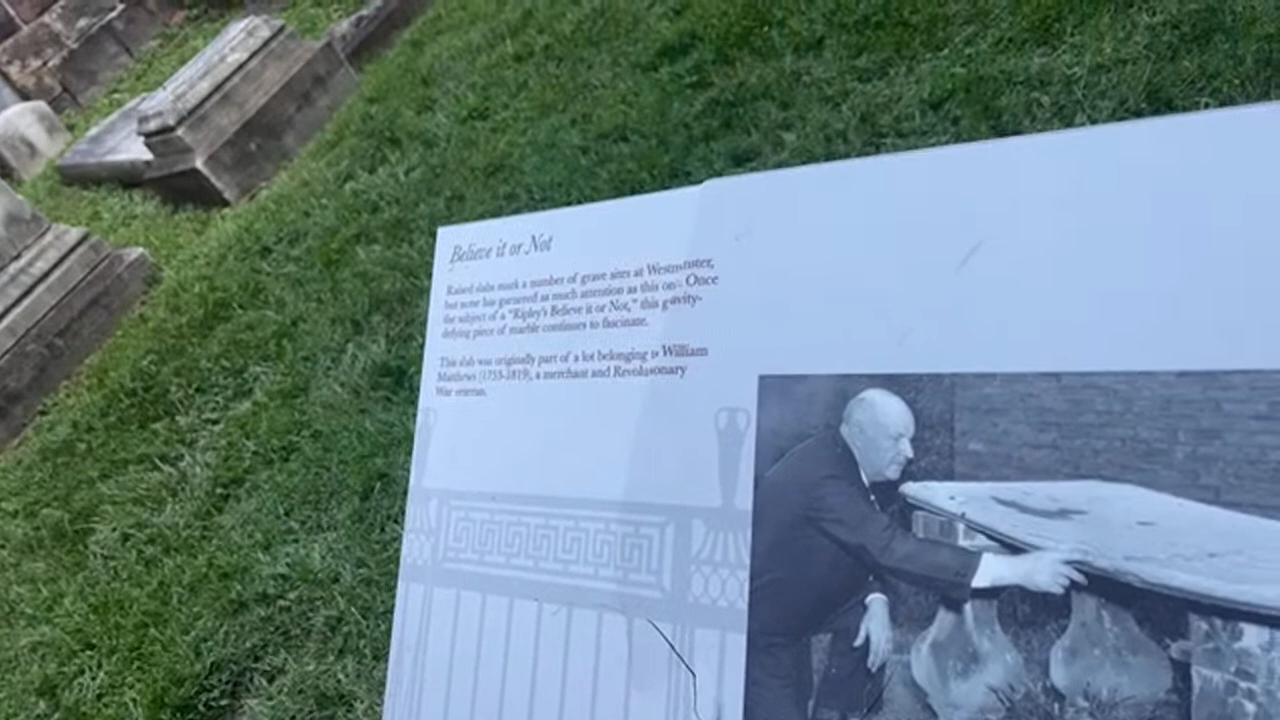 Believe it or Not
Raised slabs mark a number of grave sites at Westminster,
but none has garnered as much attention as this one. Once
the subject of a "Ripley's Believe it or Not," this gravity-
defying piece of marble continues to fascinate.
This slab was originally part of a lot belonging to William
Matthews (1753-1819), a merchant and Revolutionary
War veteran.